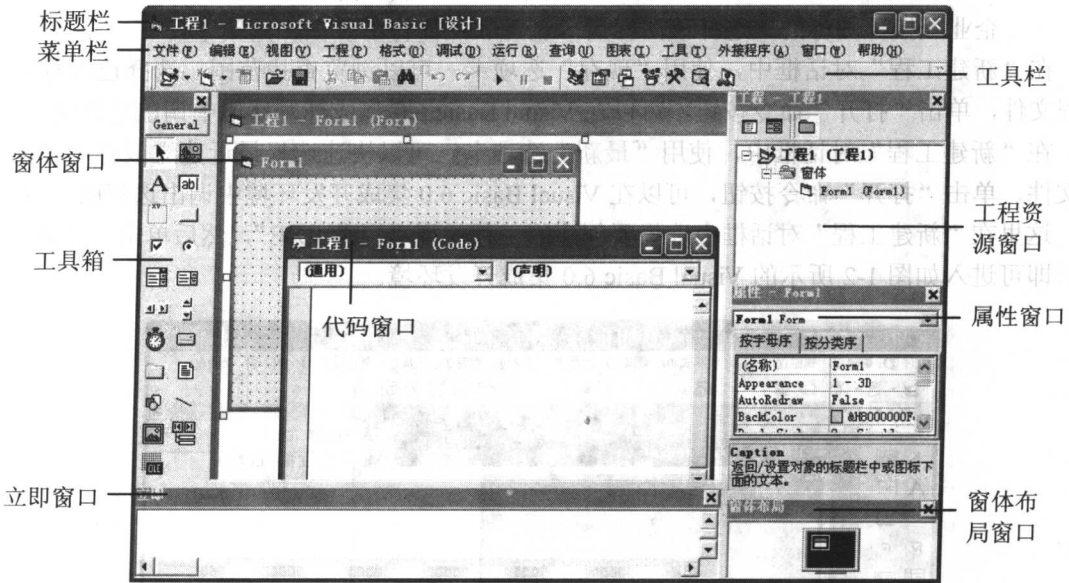 标题栏
菜单栏
工程1 - Microsoft Visual Basic [设计]
文件(F) 编辑(E) 视图(V) 工程(P) 格式(O) 调试(D) 运行(R) 查询(U) 图表(I) 工具(T) 外接程序(A) 窗口(W) 帮助(H)
工具栏
General
工程1 - Form1 (Form)
工程 - 工程1
窗体窗口
Form1
工程1 (工程1)
窗体
Form1 (Form1)
工程资
源窗口
工具箱
工程1 - Form1 (Code)
(通用)
(声明)
代码窗口
属性 - Form1
属性窗口
Form1 Form
按字母序 按分类序
(名称) Form1
Appearance 1 - 3D
AutoRedraw False
BackColor &H8000000F&
Caption
返回/设置对象的标题栏中或图标下
面的文本。
立即窗口
窗体布局
窗体布
局窗口
OLE